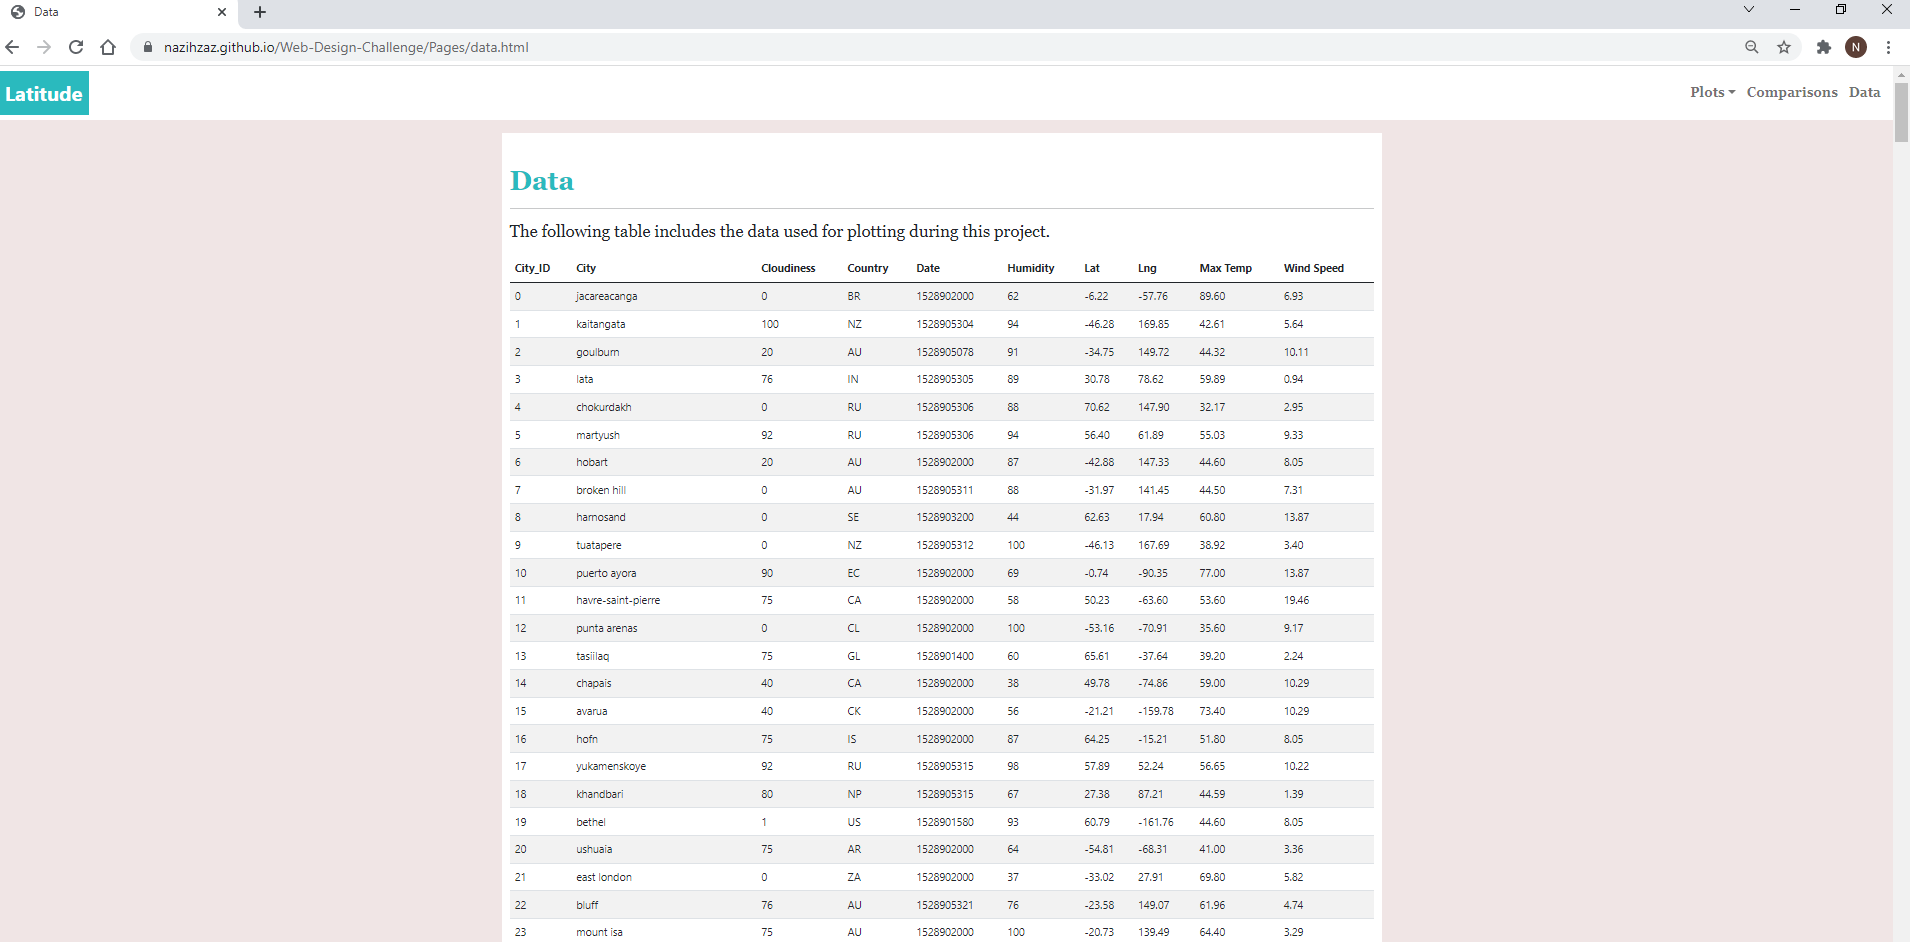 Data
nazihzaz.github.io/Web-Design-Challenge/Pages/data.html
N
Latitude
Plots Comparisons Data
Data
The following table includes the data used for plotting during this project.
City_ID City Cloudiness Country Date Humidity Lat Lng Max Temp Wind Speed
0 jacareacanga 0 BR 1528902000 62 -6.22 -57.76 89.60 6.93
1 kaitangata 100 NZ 1528905304 94 -46.28 169.85 42.61 5.64
2 goulburn 20 AU 1528905078 91 -34.75 149.72 44.32 10.11
3 lata 76 IN 1528905305 89 30.78 78.62 59.89 0.94
4 chokurdakh 0 RU 1528905306 88 70.62 147.90 32.17 2.95
5 martyush 92 RU 1528905306 94 56.40 61.89 55.03 9.33
6 hobart 20 AU 1528902000 87 -42.88 147.33 44.60 8.05
7 broken hill 0 AU 1528905311 88 -31.97 141.45 44.50 7.31
8 harnosand 0 SE 1528903200 44 62.63 17.94 60.80 13.87
9 tuatapere 0 NZ 1528905312 100 -46.13 167.69 38.92 3.40
10 puerto ayora 90 EC 1528902000 69 -0.74 -90.35 77.00 13.87
11 havre-saint-pierre 75 CA 1528902000 58 50.23 -63.60 53.60 19.46
12 punta arenas 0 CL 1528902000 100 -53.16 -70.91 35.60 9.17
13 tasiilaq 75 GL 1528901400 60 65.61 -37.64 39.20 2.24
14 chapais 40 CA 1528902000 38 49.78 -74.86 59.00 10.29
15 avarua 40 CK 1528902000 56 -21.21 -159.78 73.40 10.29
16 hofn 75 IS 1528902000 87 64.25 -15.21 51.80 8.05
17 yukamenskoye 92 RU 1528905315 98 57.89 52.24 56.65 10.22
18 khandbari 80 NP 1528905315 67 27.38 87.21 44.59 1.39
19 bethel 1 US 1528901580 93 60.79 -161.76 44.60 8.05
20 ushuaia 75 AR 1528902000 64 -54.81 -68.31 41.00 3.36
21 east london 0 ZA 1528902000 37 -33.02 27.91 69.80 5.82
22 bluff 76 AU 1528905321 76 -23.58 149.07 61.96 4.74
23 mount isa 75 AU 1528902000 100 -20.73 139.49 64.40 3.29